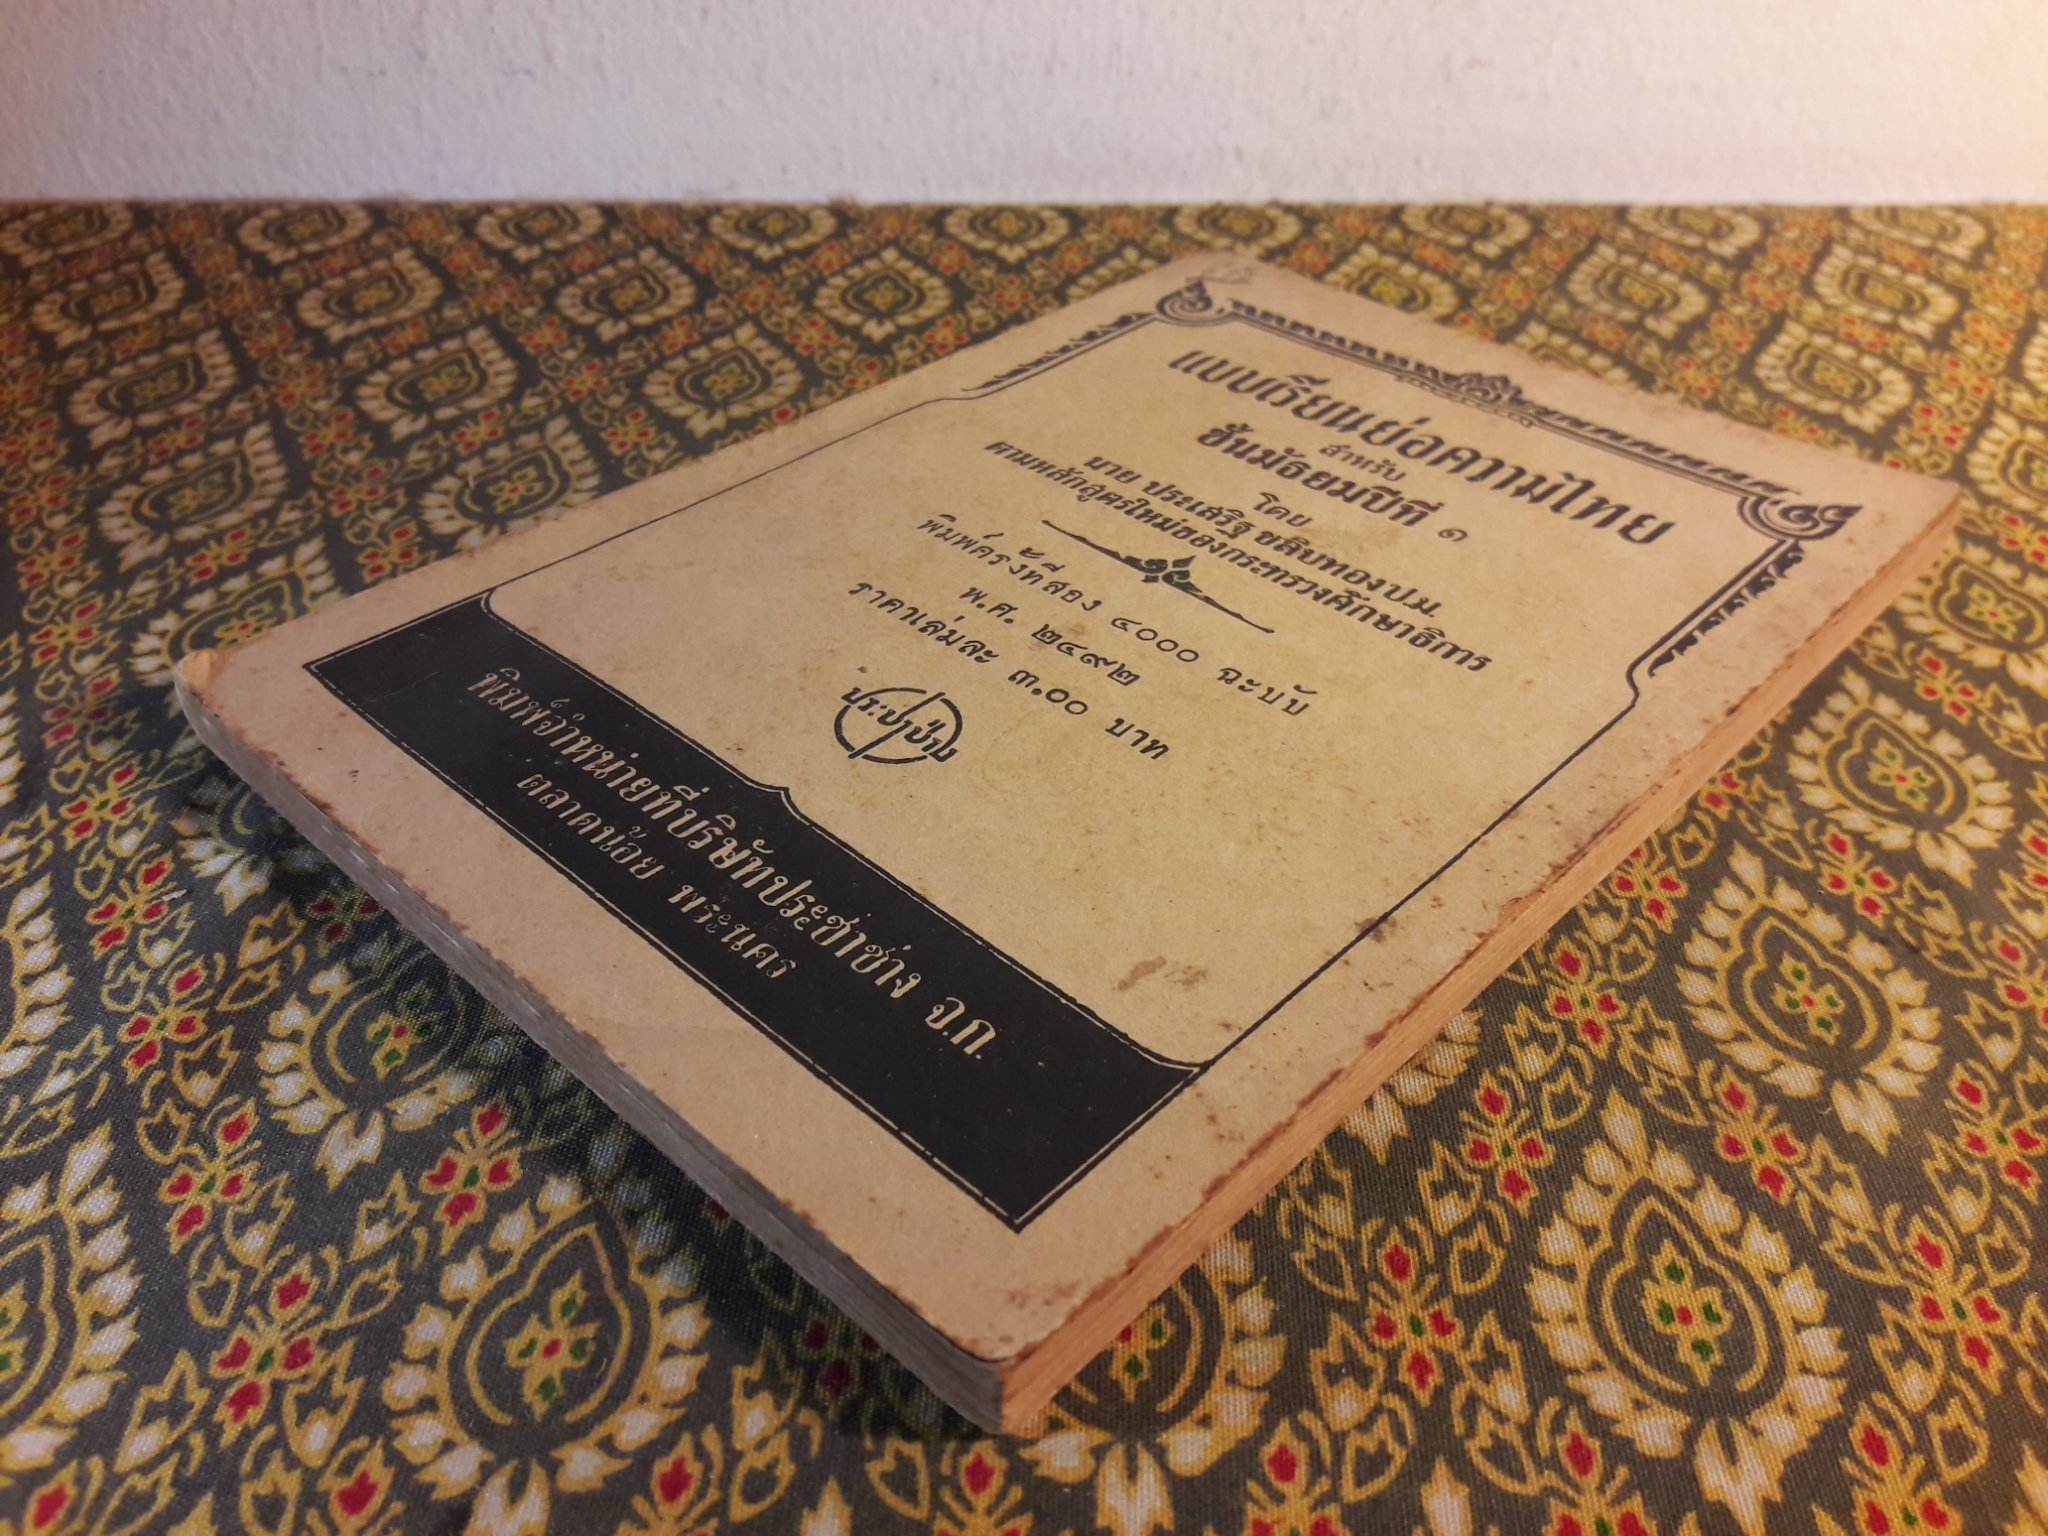 แบบเรียนย่อความไทย
สำหรับ
ชั้นมัธยมปีที่ ๑
โดย
นาย ประเสริฐ ขลิบทอง ป.ม.
ตามหลักสูตรใหม่ของกระทรวงศึกษาธิการ
พิมพ์ครั้งที่สอง ๔๐๐๐ ฉะบับ
พ.ศ. ๒๔๙๒
ราคาเล่มละ ๓.๐๐ บาท
ประชาช่าง
พิมพ์จำหน่ายที่บริษัทประชาช่าง จ.ก.
ตลาดน้อย พระนคร